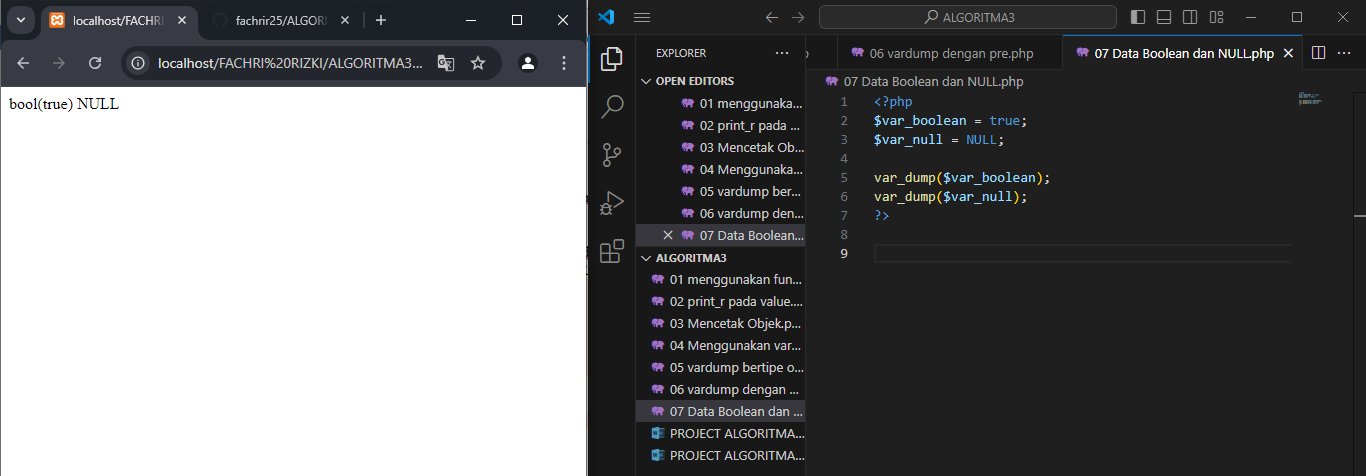 localhost/FACHRI
fachrir25/ALGORI
localhost/FACHRI%20RIZKI/ALGORITMA3...
bool(true) NULL
ALGORITMA3
EXPLORER
OPEN EDITORS
01 menggunaka...
02 print_r pada ...
03 Mencetak Obj...
04 Menggunaka...
05 vardump ber...
06 vardump den...
07 Data Boolean...
ALGORITMA3
01 menggunakan fun...
02 print_r pada value....
03 Mencetak Objek.p...
04 Menggunakan var...
05 vardump bertipe o...
06 vardump dengan ...
07 Data Boolean dan ...
PROJECT ALGORITMA...
PROJECT ALGORITMA...
06 vardump dengan pre.php
07 Data Boolean dan NULL.php
07 Data Boolean dan NULL.php
1 <?php
2 $var_boolean = true;
3 $var_null = NULL;
4
5 var_dump($var_boolean);
6 var_dump($var_null);
7 ?>
8
9